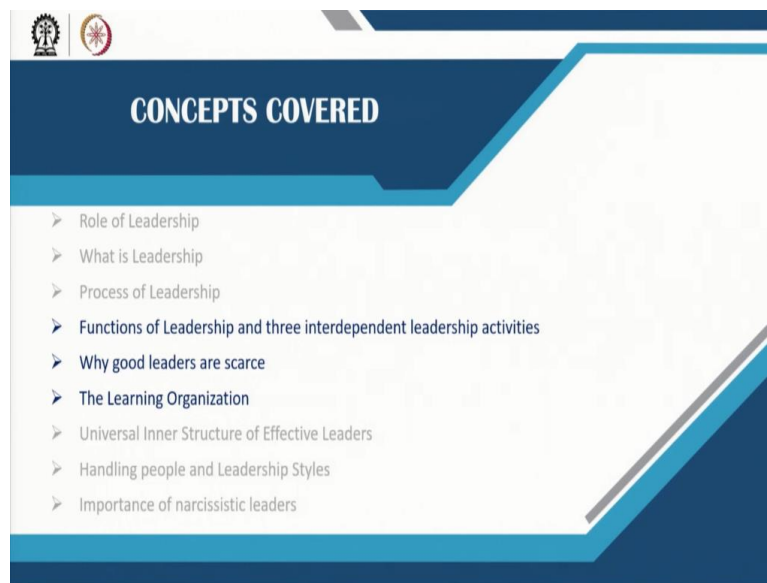 CONCEPTS COVERED
Role of Leadership
What is Leadership
Process of Leadership
Functions of Leadership and three interdependent leadership activities
Why good leaders are scarce
The Learning Organization
Universal Inner Structure of Effective Leaders
Handling people and Leadership Styles
Importance of narcissistic leaders